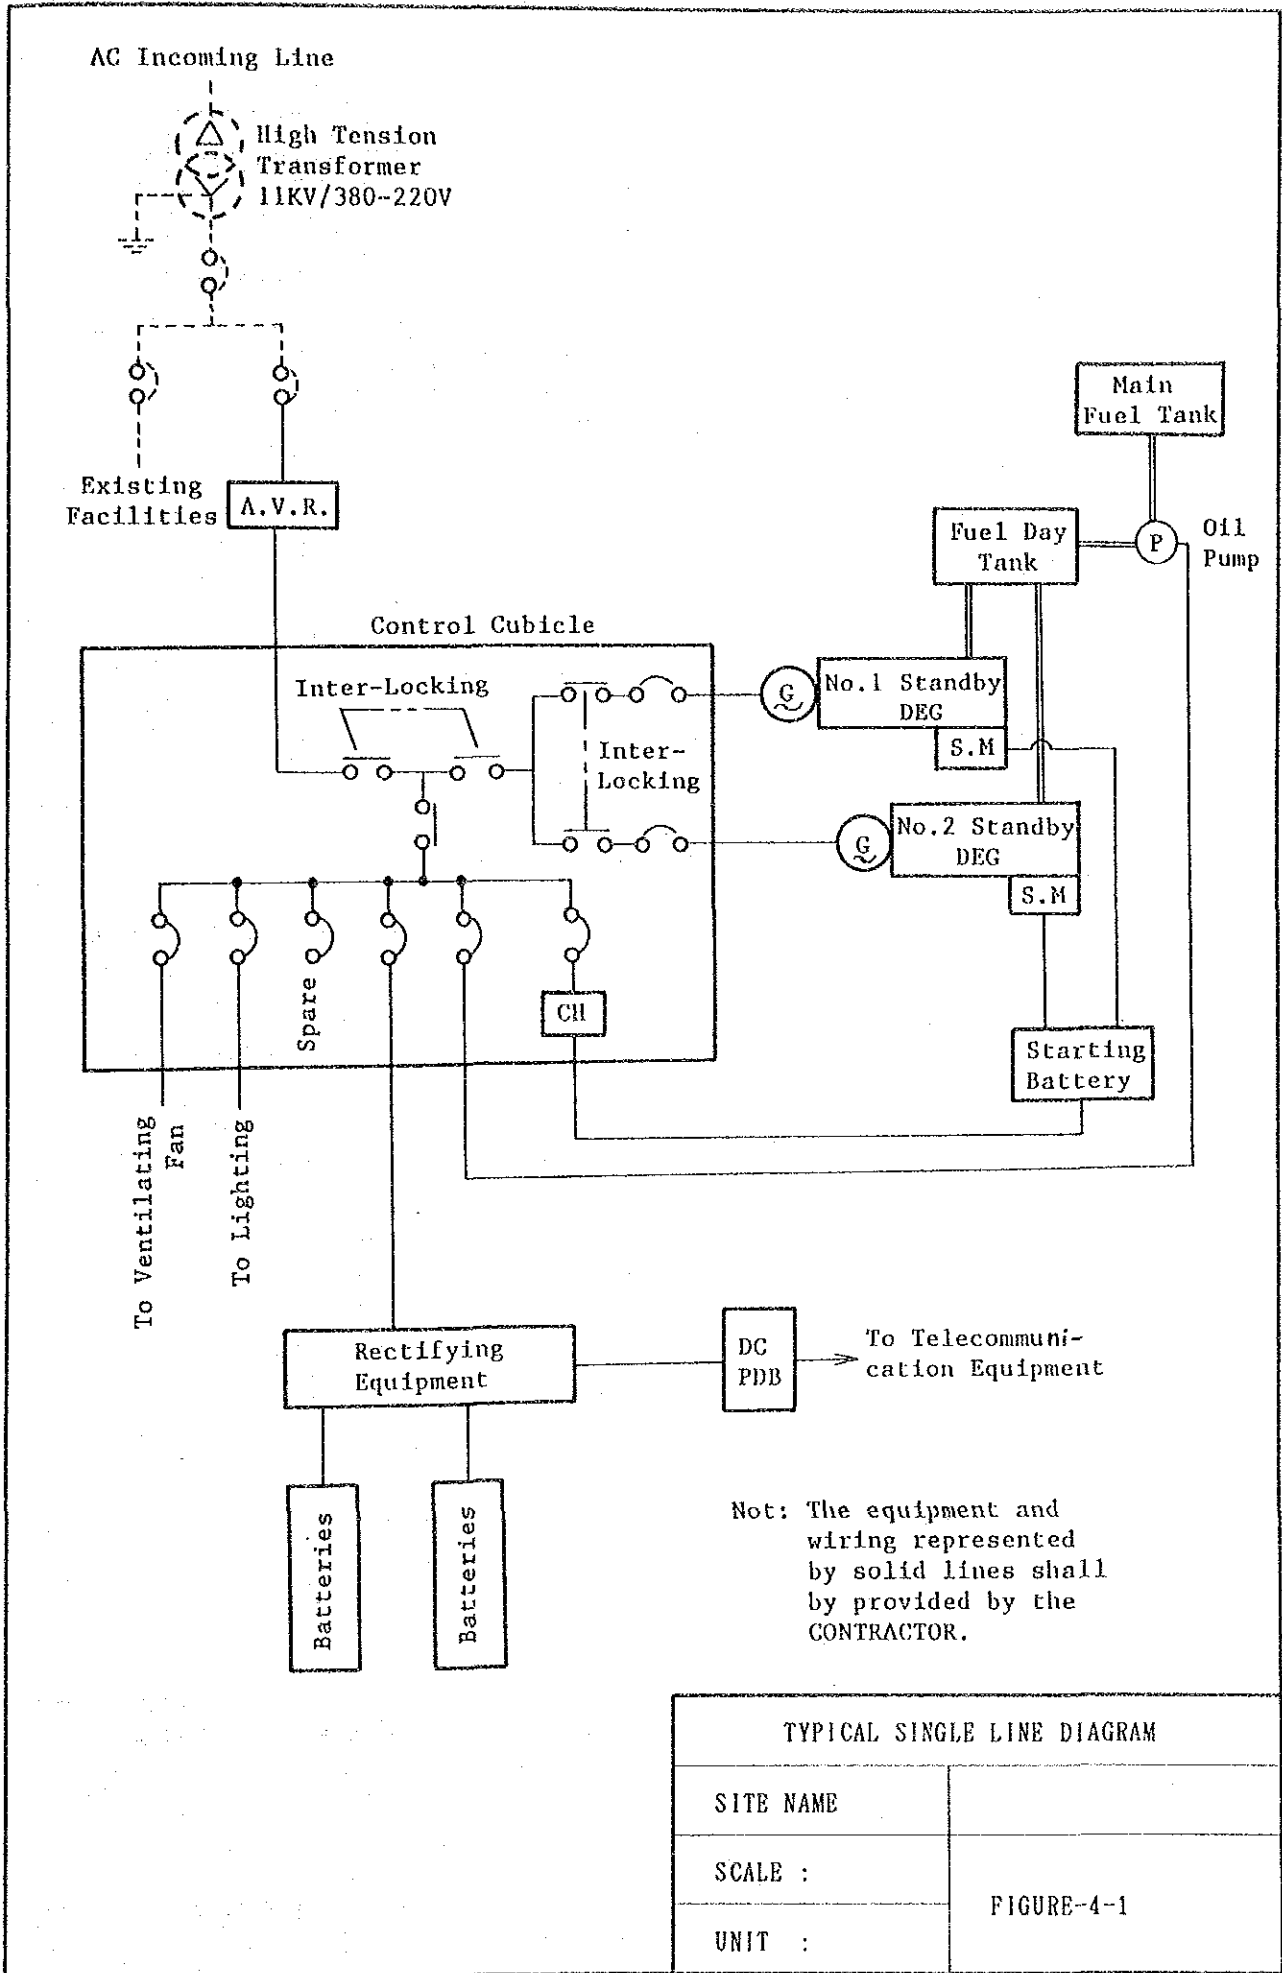 AC Incoming Line
High Tension
Transformer
11KV/380-220V
Existing
Facilities
A.V.R.
Main
Fuel Tank
Fuel Day
Tank
P
Oil
Pump
Control Cubicle
Inter-Locking
Inter-
Locking
G
No.1 Standby
DEG
S.M
G
No.2 Standby
DEG
S.M
Spare
CH
Starting
Battery
To Ventilating
Fan
To Lighting
Rectifying
Equipment
DC
PDB
To Telecommuni-
cation Equipment
Batteries
Batteries
Not: The equipment and
wiring represented
by solid lines shall
by provided by the
CONTRACTOR.
TYPICAL SINGLE LINE DIAGRAM
SITE NAME
SCALE :
FIGURE-4-1
UNIT :